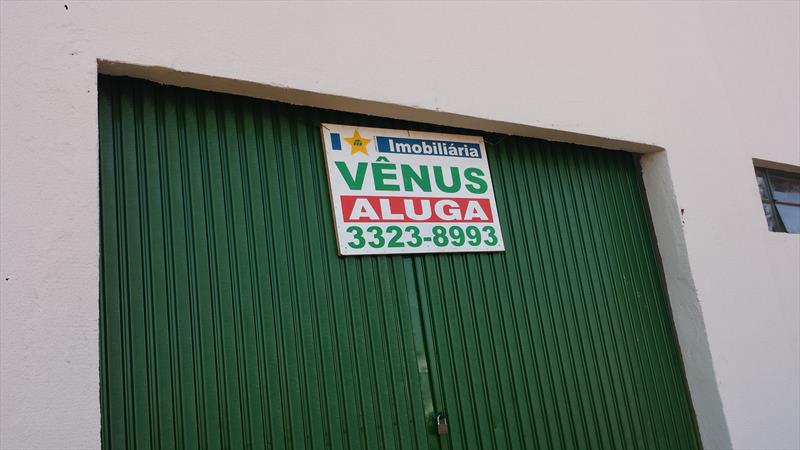 Imobiliária
VÊNUS
ALUGA
3323-8993